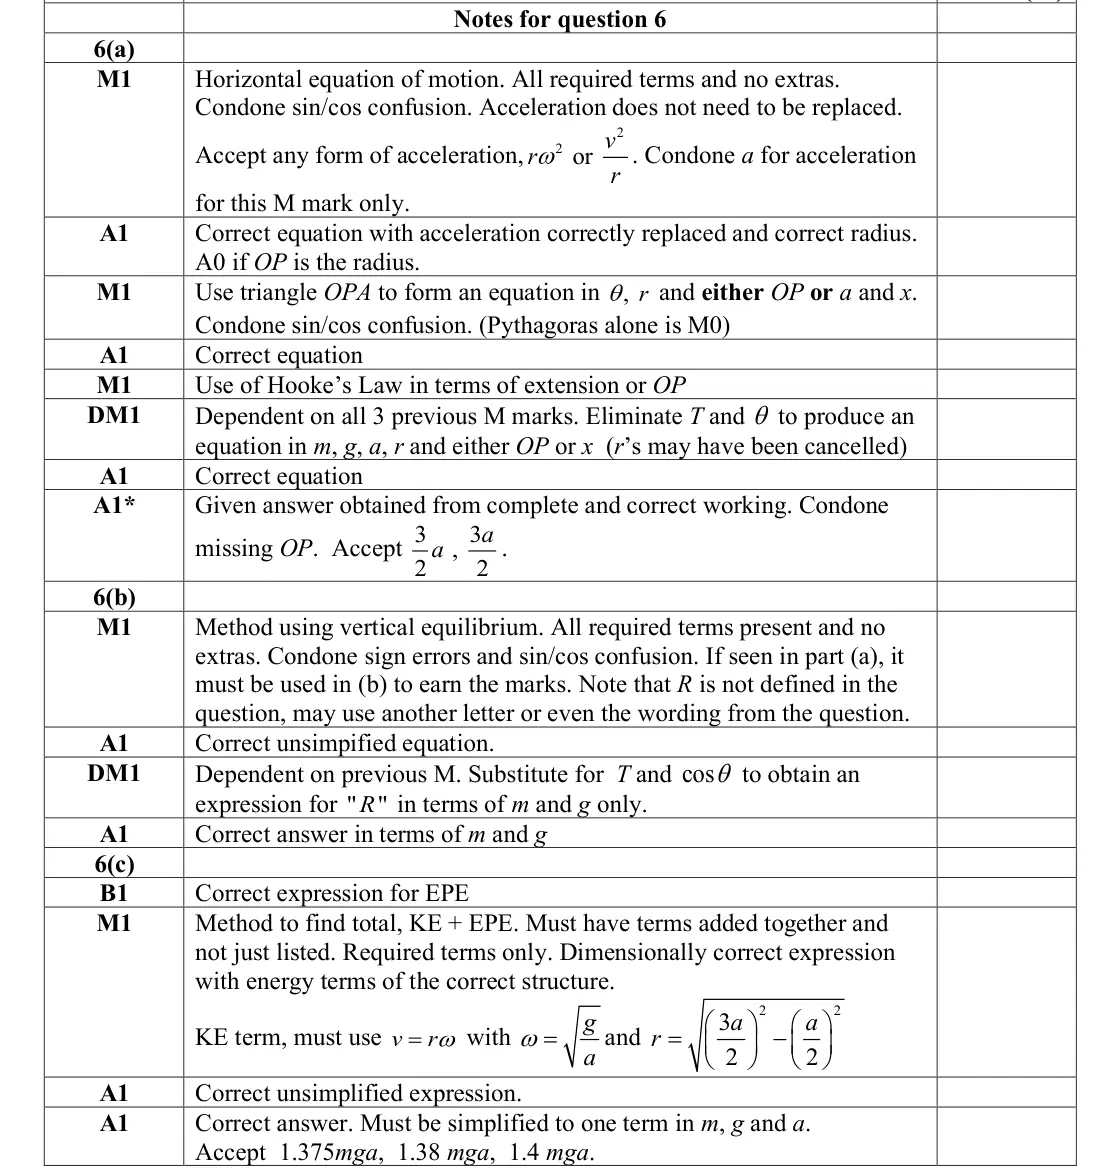 Notes for question 6
6(a)
M1 Horizontal equation of motion. All required terms and no extras.
Condone sin/cos confusion. Acceleration does not need to be replaced.
Accept any form of acceleration, rω² or v²/r . Condone a for acceleration
for this M mark only.
A1 Correct equation with acceleration correctly replaced and correct radius.
A0 if OP is the radius.
M1 Use triangle OPA to form an equation in θ, r and either OP or a and x.
Condone sin/cos confusion. (Pythagoras alone is M0)
A1 Correct equation
M1 Use of Hooke’s Law in terms of extension or OP
DM1 Dependent on all 3 previous M marks. Eliminate T and θ to produce an
equation in m, g, a, r and either OP or x (r’s may have been cancelled)
A1 Correct equation
A1* Given answer obtained from complete and correct working. Condone
missing OP. Accept 3/2 a , 3a/2 .
6(b)
M1 Method using vertical equilibrium. All required terms present and no
extras. Condone sign errors and sin/cos confusion. If seen in part (a), it
must be used in (b) to earn the marks. Note that R is not defined in the
question, may use another letter or even the wording from the question.
A1 Correct unsimpified equation.
DM1 Dependent on previous M. Substitute for T and cosθ to obtain an
expression for "R" in terms of m and g only.
A1 Correct answer in terms of m and g
6(c)
B1 Correct expression for EPE
M1 Method to find total, KE + EPE. Must have terms added together and
not just listed. Required terms only. Dimensionally correct expression
with energy terms of the correct structure.
KE term, must use v = rω with ω = √(g/a) and r = √((3a/2)² − (a/2)²)
A1 Correct unsimplified expression.
A1 Correct answer. Must be simplified to one term in m, g and a.
Accept 1.375mga, 1.38 mga, 1.4 mga.